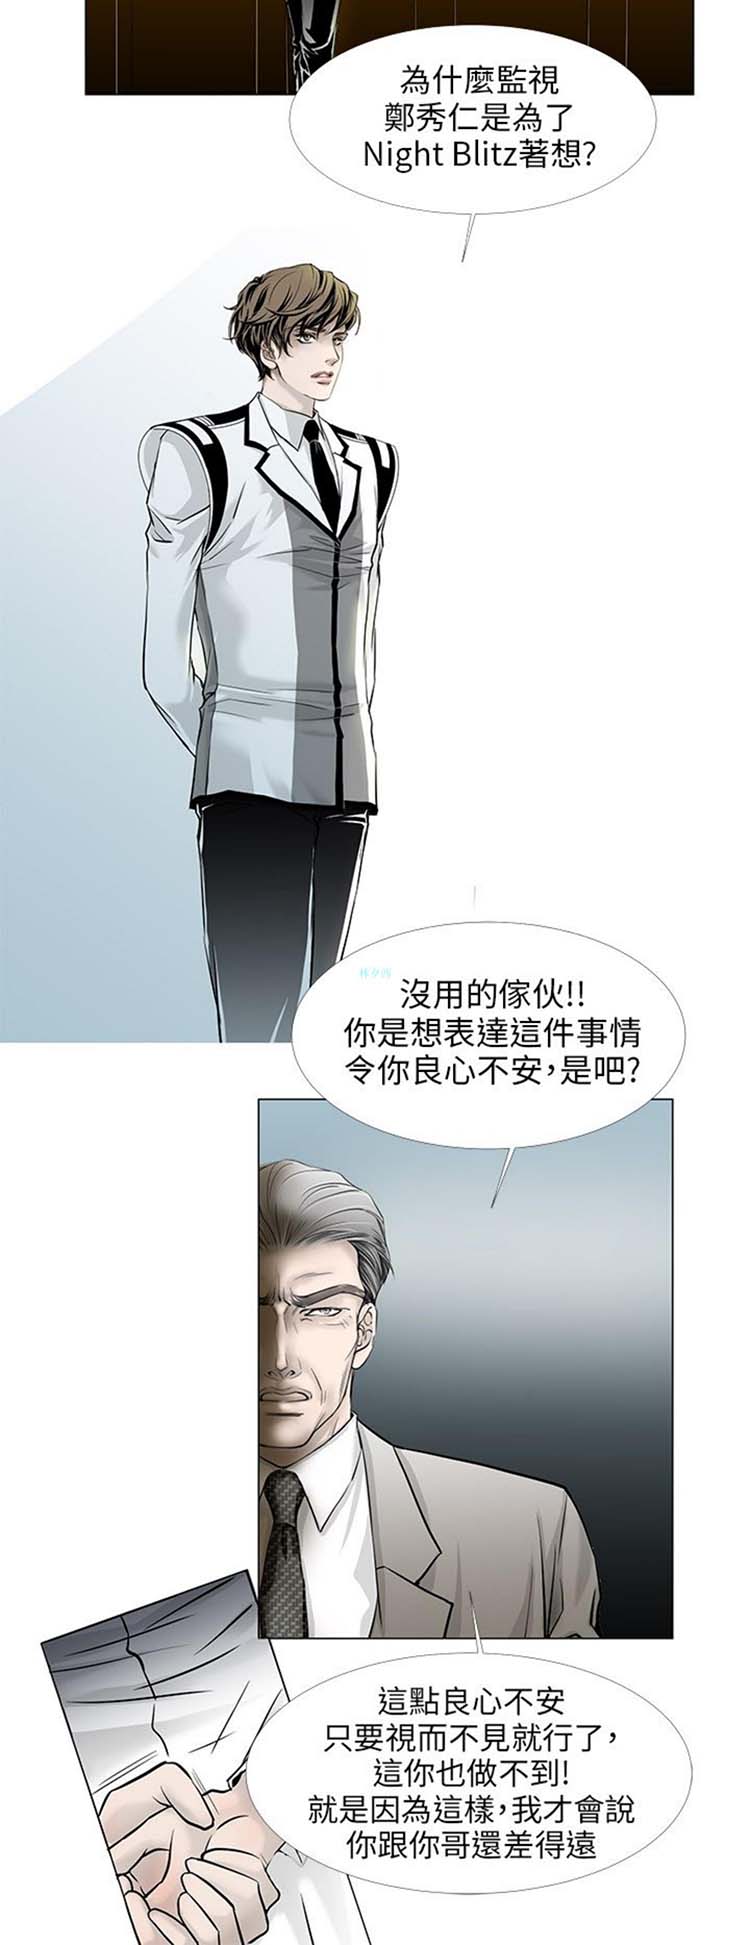 為什麼監視
鄭秀仁是為了
Night Blitz著想?
林夕西
沒用的傢伙!!
你是想表達這件事情
令你良心不安,是吧?
這點良心不安
只要視而不見就行了,
這你也做不到!
就是因為這樣,我才會說
你跟你哥還差得遠